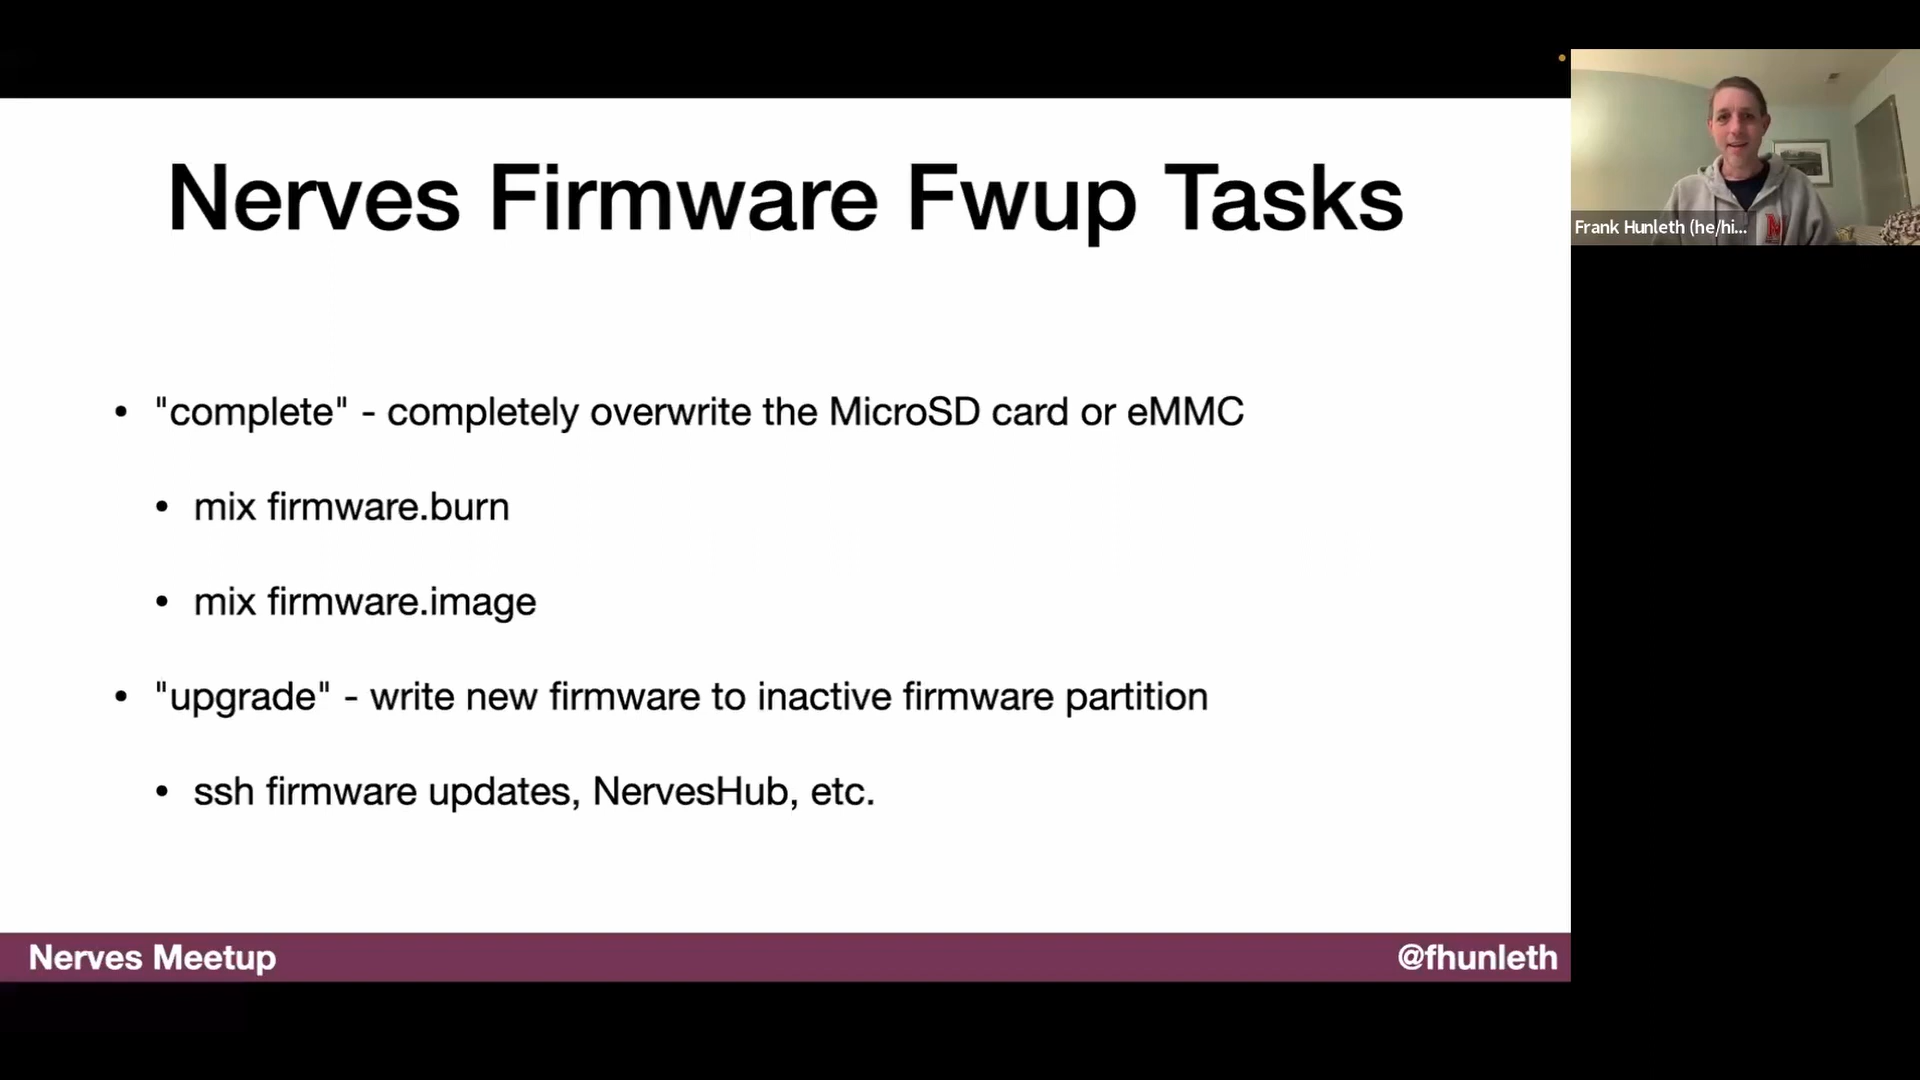 Nerves Firmware Fwup Tasks
• "complete" - completely overwrite the MicroSD card or eMMC
• mix firmware.burn
• mix firmware.image
• "upgrade" - write new firmware to inactive firmware partition
• ssh firmware updates, NervesHub, etc.
Nerves Meetup
@fhunleth
Frank Hunleth (he/hi...
N